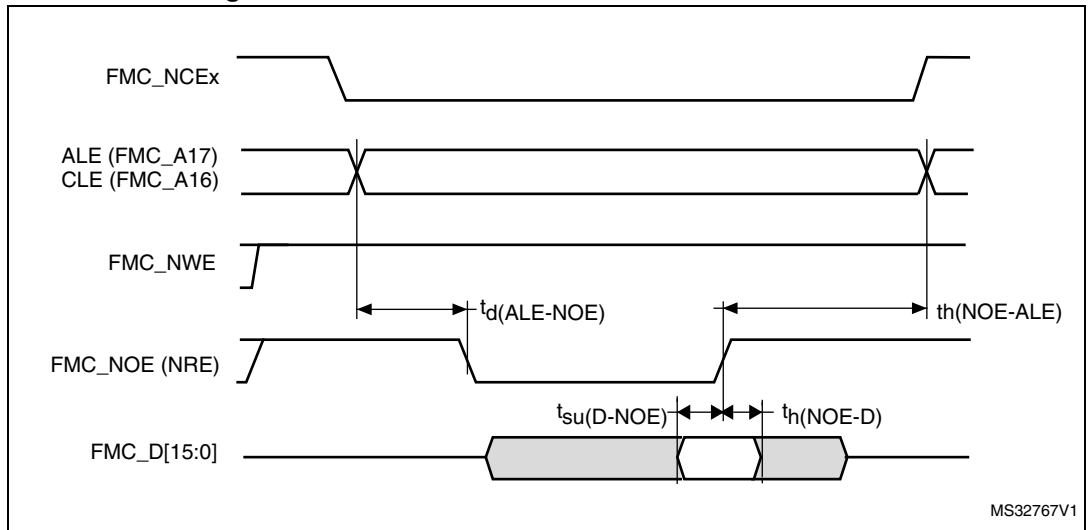 FMC_NCEx
ALE (FMC_A17)
CLE (FMC_A16)
FMC_NWE
td(ALE-NOE)
th(NOE-ALE)
FMC_NOE (NRE)
tsu(D-NOE)
th(NOE-D)
FMC_D[15:0]
MS32767V1